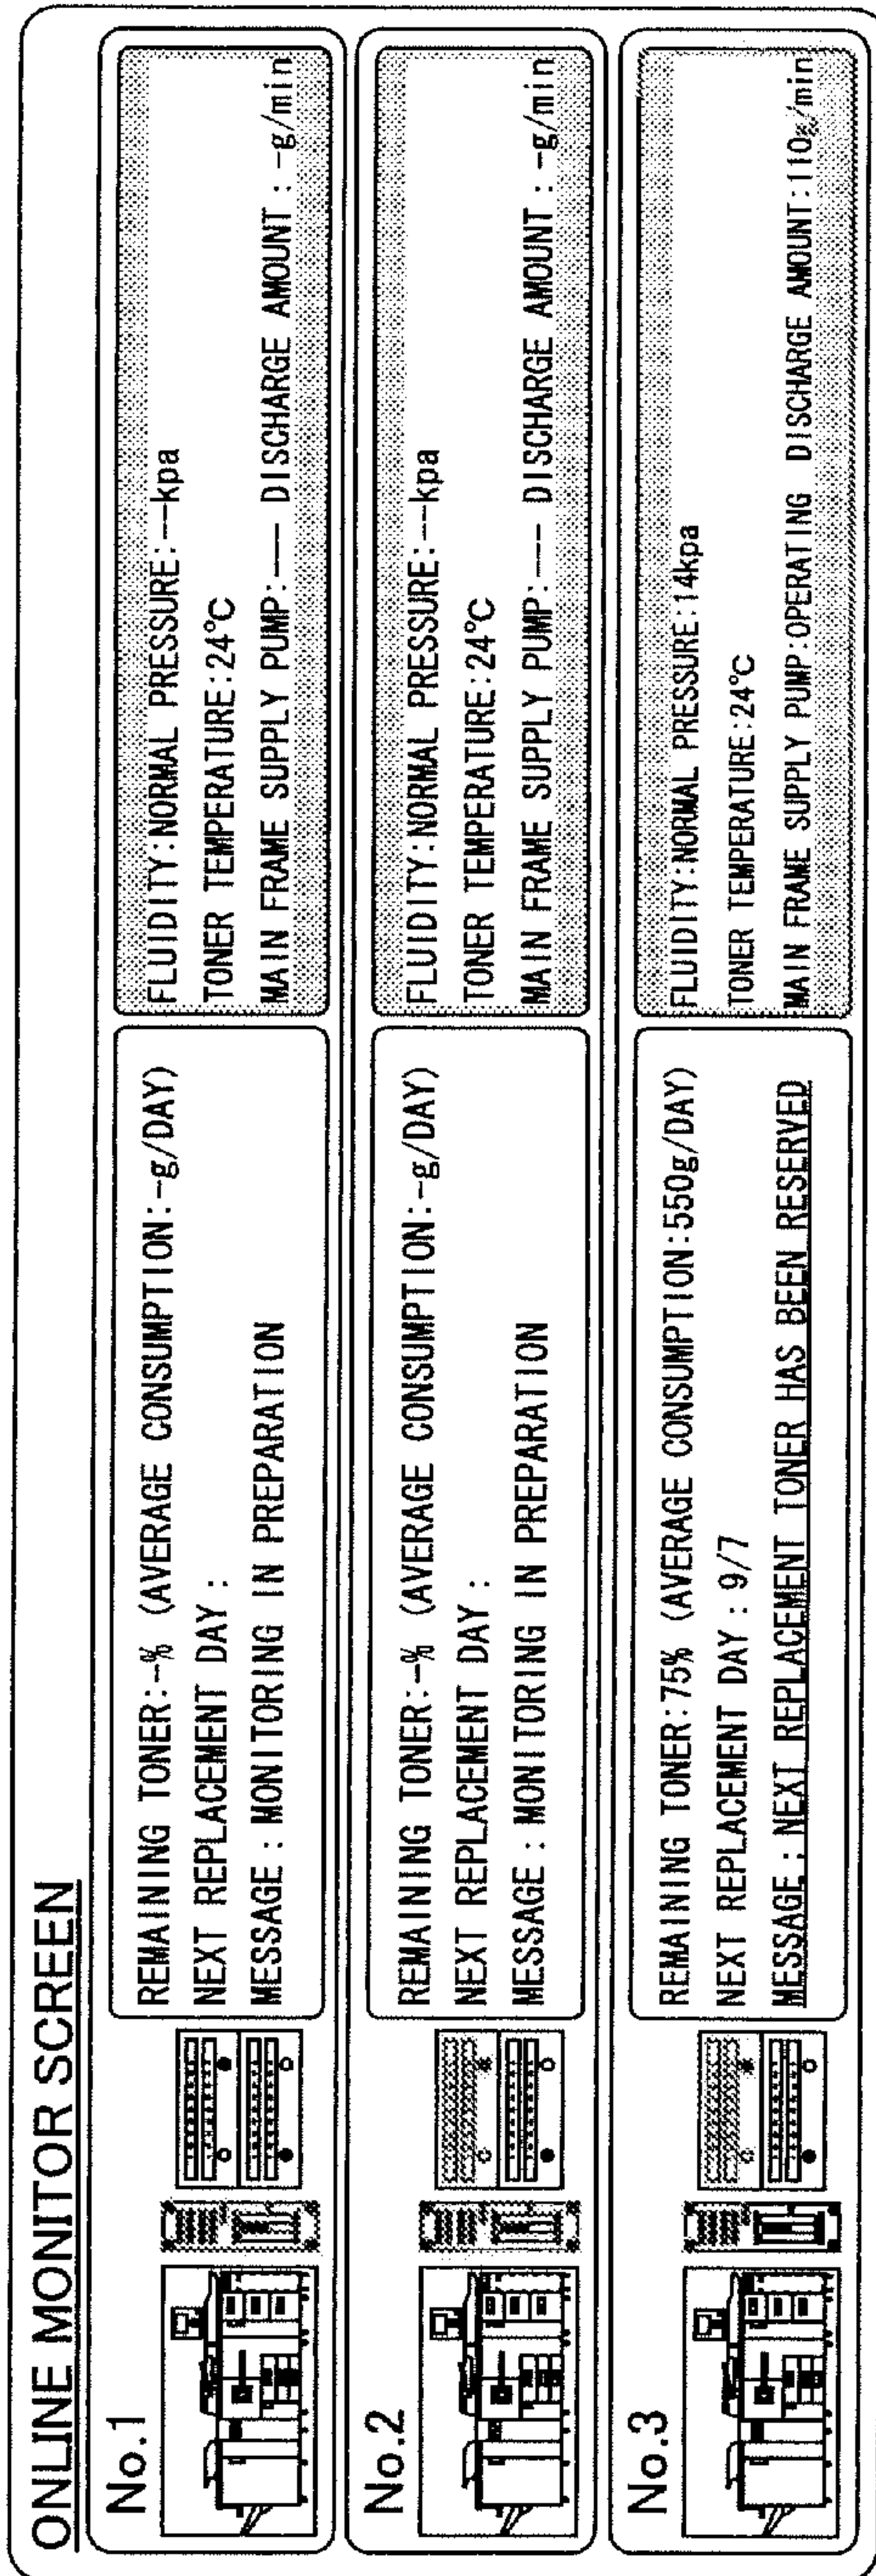 ONLINE MONITOR SCREEN
No.1
REMAINING TONER:-% (AVERAGE CONSUMPTION:-g/DAY)
NEXT REPLACEMENT DAY :
MESSAGE : MONITORING IN PREPARATION
FLUIDITY:NORMAL PRESSURE:--kpa
TONER TEMPERATURE:24°C
MAIN FRAME SUPPLY PUMP:--- DISCHARGE AMOUNT :-g/min
No.2
REMAINING TONER:-% (AVERAGE CONSUMPTION:-g/DAY)
NEXT REPLACEMENT DAY :
MESSAGE : MONITORING IN PREPARATION
FLUIDITY:NORMAL PRESSURE:--kpa
TONER TEMPERATURE:24°C
MAIN FRAME SUPPLY PUMP:--- DISCHARGE AMOUNT :-g/min
No.3
REMAINING TONER:75% (AVERAGE CONSUMPTION:550g/DAY)
NEXT REPLACEMENT DAY : 9/7
MESSAGE : NEXT REPLACEMENT TONER HAS BEEN RESERVED
FLUIDITY:NORMAL PRESSURE:14kpa
TONER TEMPERATURE:24°C
MAIN FRAME SUPPLY PUMP:OPERATING DISCHARGE AMOUNT:110g/min